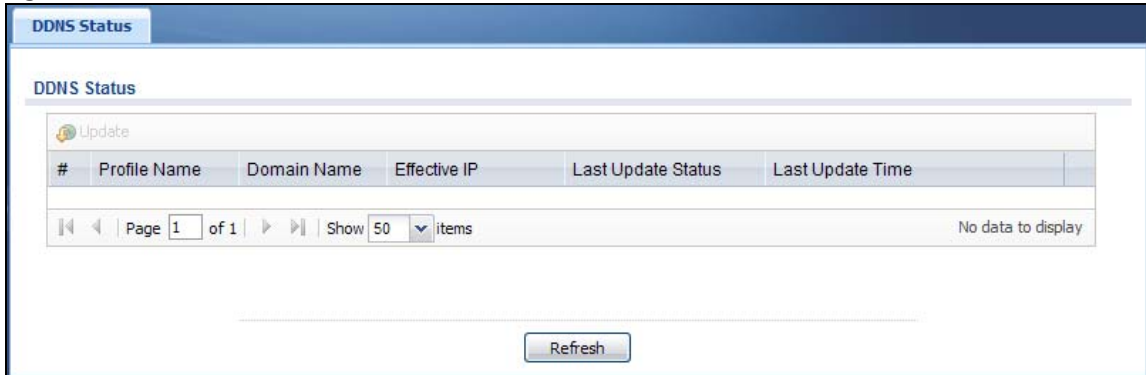 DDNS Status
DDNS Status
Update
# Profile Name Domain Name Effective IP Last Update Status Last Update Time
Page 1 of 1 Show 50 items No data to display
Refresh